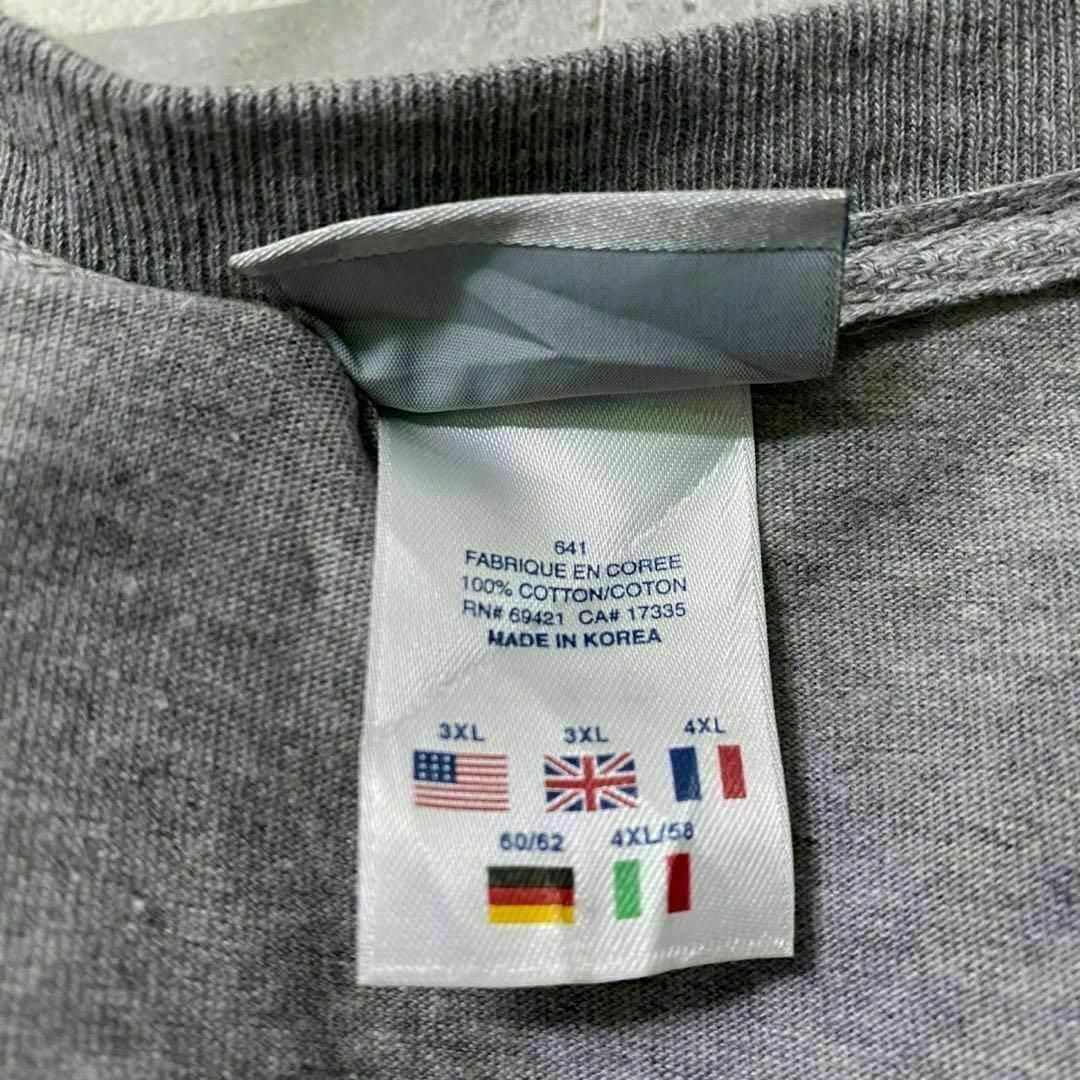 641
FABRIQUE EN COREE
100% COTTON/COTON
RN# 69421 CA# 17335
MADE IN KOREA
3XL 3XL 4XL
60/62 4XL/58